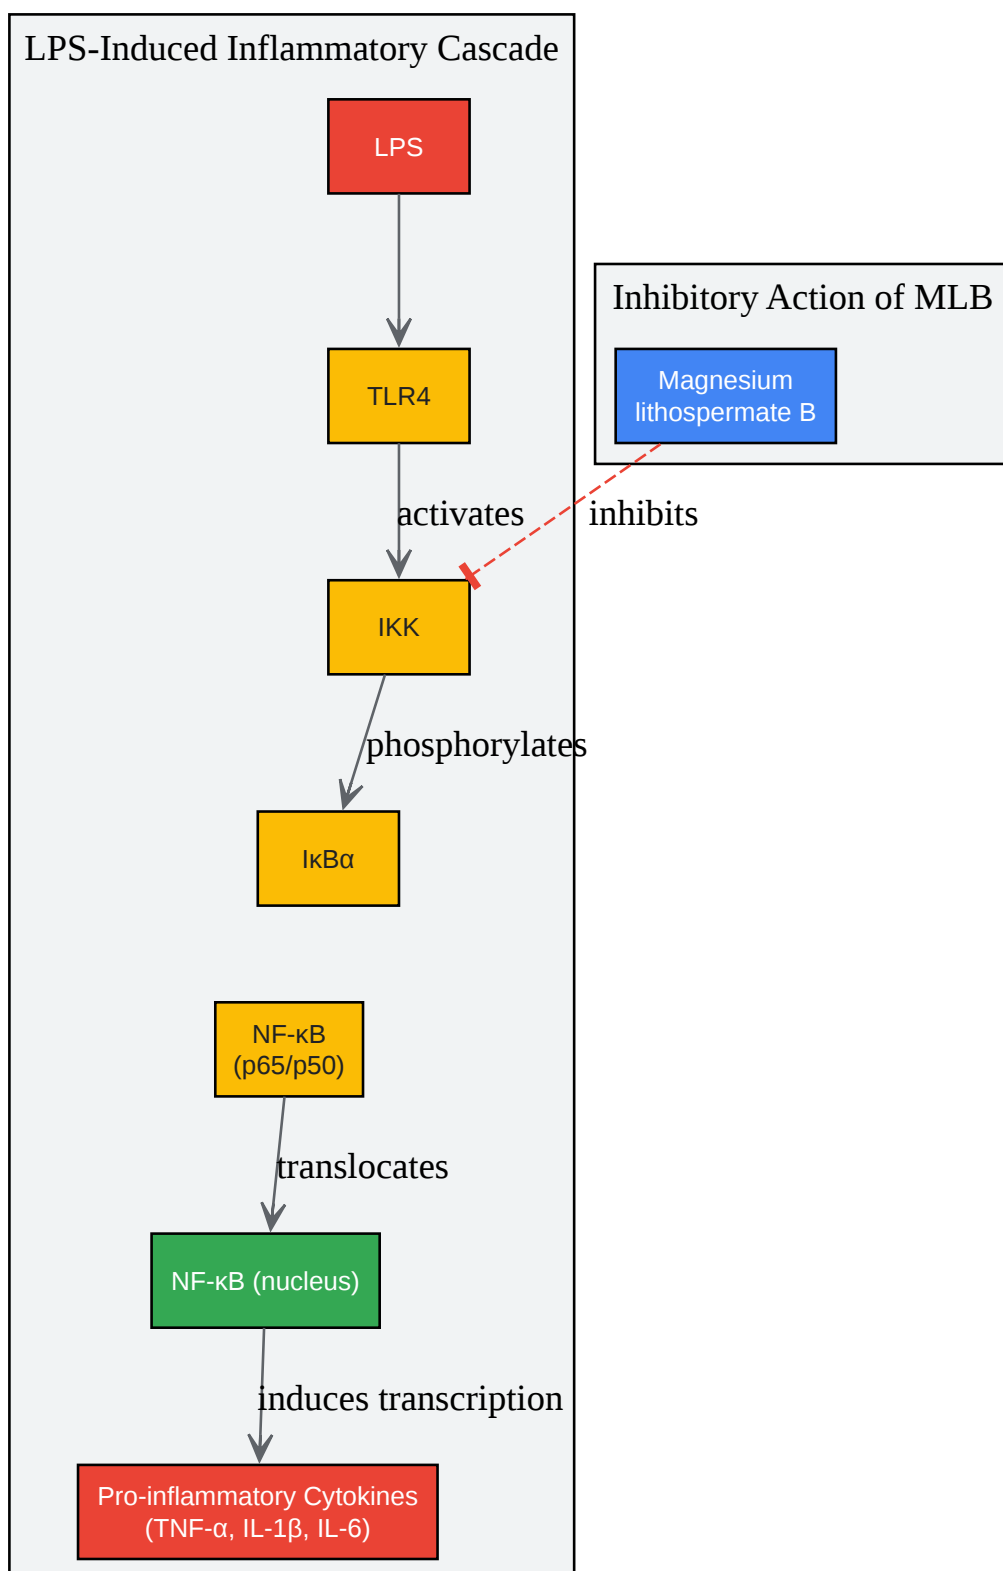 LPS-Induced Inflammatory Cascade
LPS
Inhibitory Action of MLB
Magnesium
lithospermate B
TLR4
activates
inhibits
IKK
phosphorylates
IκBα
NF-κB
(p65/p50)
translocates
NF-κB (nucleus)
induces transcription
Pro-inflammatory Cytokines
(TNF-α, IL-1β, IL-6)